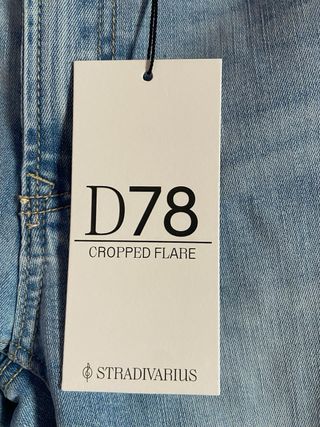 D78
CROPPED FLARE
STRADIVARIUS